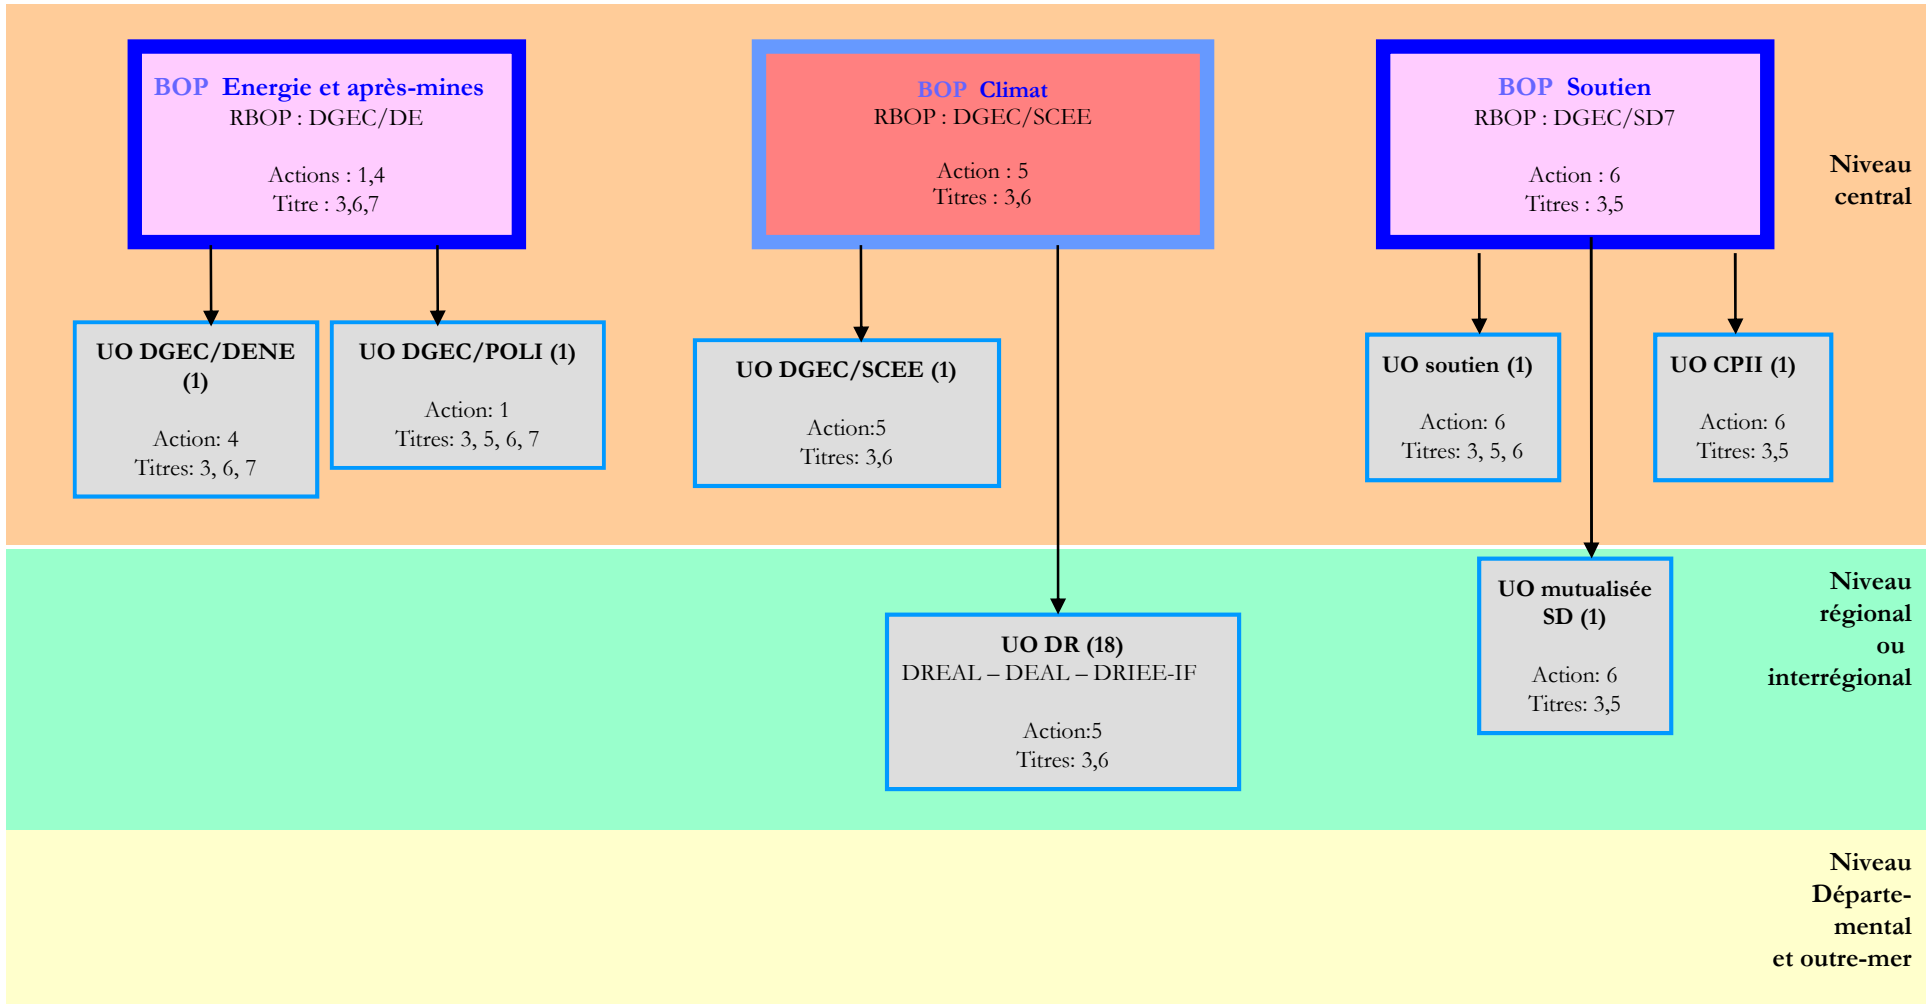 BOP Energie et après-mines
RBOP : DGEC/DE
Actions : 1,4
Titre : 3,6,7
BOP Climat
RBOP : DGEC/SCEE
Action : 5
Titres : 3,6
BOP Soutien
RBOP : DGEC/SD7
Action : 6
Titres : 3,5
Niveau
central
UO DGEC/DENE
(1)
Action: 4
Titres: 3, 6, 7
UO DGEC/POLI (1)
Action: 1
Titres: 3, 5, 6, 7
UO DGEC/SCEE (1)
Action:5
Titres: 3,6
UO soutien (1)
Action: 6
Titres: 3, 5, 6
UO CPII (1)
Action: 6
Titres: 3,5
UO DR (18)
DREAL – DEAL – DRIEE-IF
Action:5
Titres: 3,6
UO mutualisée
SD (1)
Action: 6
Titres: 3,5
Niveau
régional
ou
interrégional
Niveau
Départe-
mental
et outre-mer